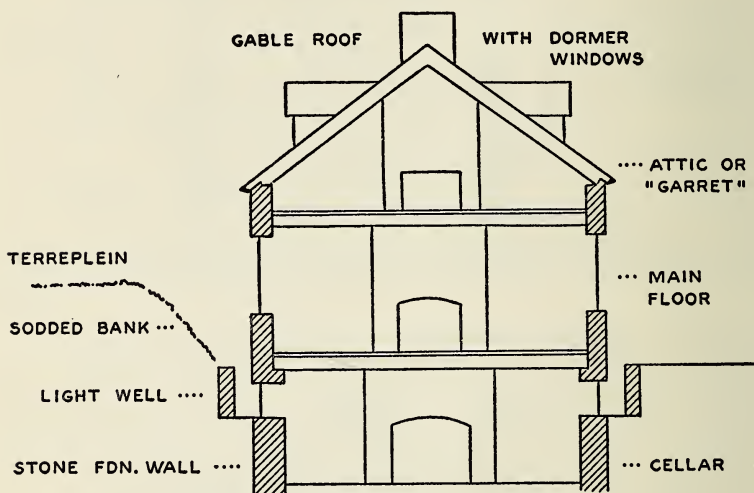 GABLE ROOF WITH DORMER
WINDOWS
.... ATTIC OR
"GARRET"
TERREPLEIN
... MAIN
FLOOR
SODDED BANK ...
LIGHT WELL ....
STONE FDN. WALL ....
... CELLAR